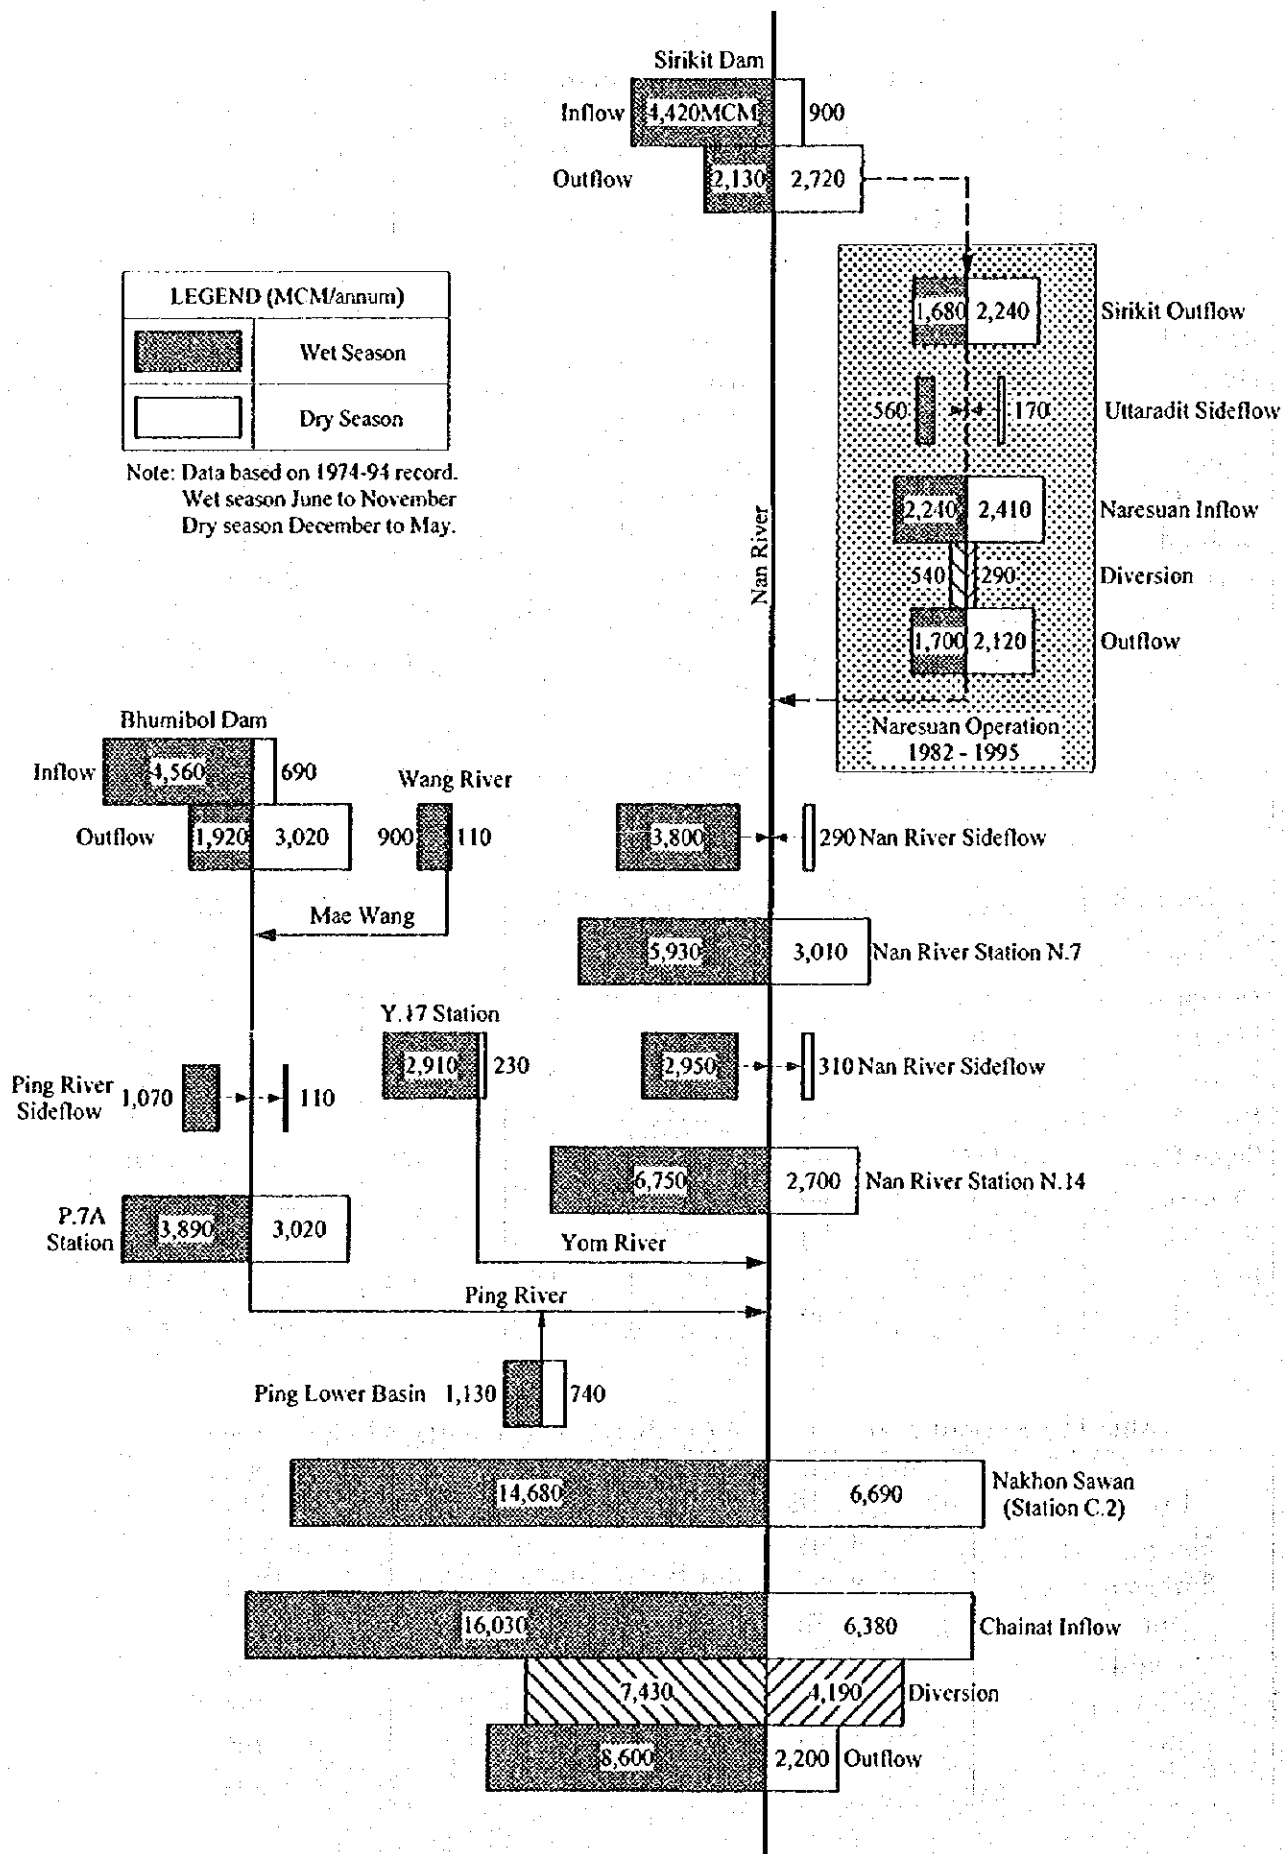 Sirikit Dam
Inflow 4,420MCM 900
Outflow 2,130 2,720
LEGEND (MCM/annum)
Wet Season
Dry Season
Note: Data based on 1974-94 record.
Wet season June to November
Dry season December to May.
1,680 2,240 Sirikit Outflow
560 170 Uttaradit Sideflow
2,240 2,410 Naresuan Inflow
540 290 Diversion
1,700 2,120 Outflow
Naresuan Operation
1982 - 1995
Nan River
Bhumibol Dam
Inflow 4,560 690
Wang River
Outflow 1,920 3,020
900 110
3,800 290 Nan River Sideflow
Mae Wang
5,930 3,010 Nan River Station N.7
Y.17 Station
2,910 230
2,950 310 Nan River Sideflow
Ping River
Sideflow
1,070 110
6,750 2,700 Nan River Station N.14
P.7A
Station
3,890 3,020
Yom River
Ping River
Ping Lower Basin 1,130 740
14,680 6,690 Nakhon Sawan
(Station C.2)
16,030 6,380 Chainat Inflow
7,430 4,190 Diversion
8,600 2,200 Outflow